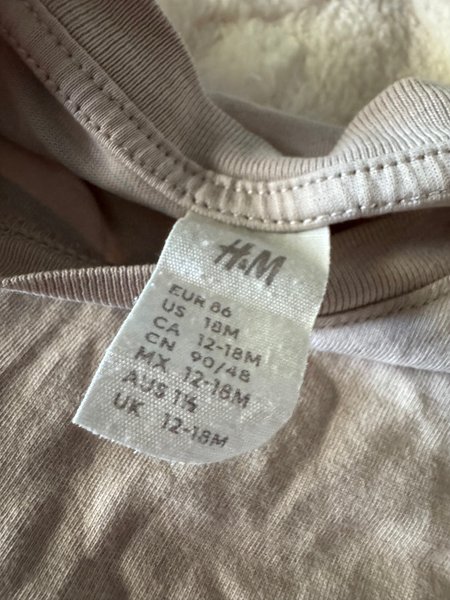 H&M
EUR 86
US 18M
CA 12-18M
CN 90/48
MX 12-18M
AUS 1½
UK 12-18M